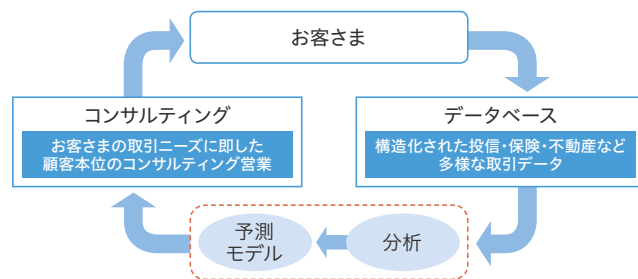 お客さま
コンサルティング
お客さまの取引ニーズに即した
顧客本位のコンサルティング営業
データベース
構造化された投信・保険・不動産など
多様な取引データ
予測
モデル
分析